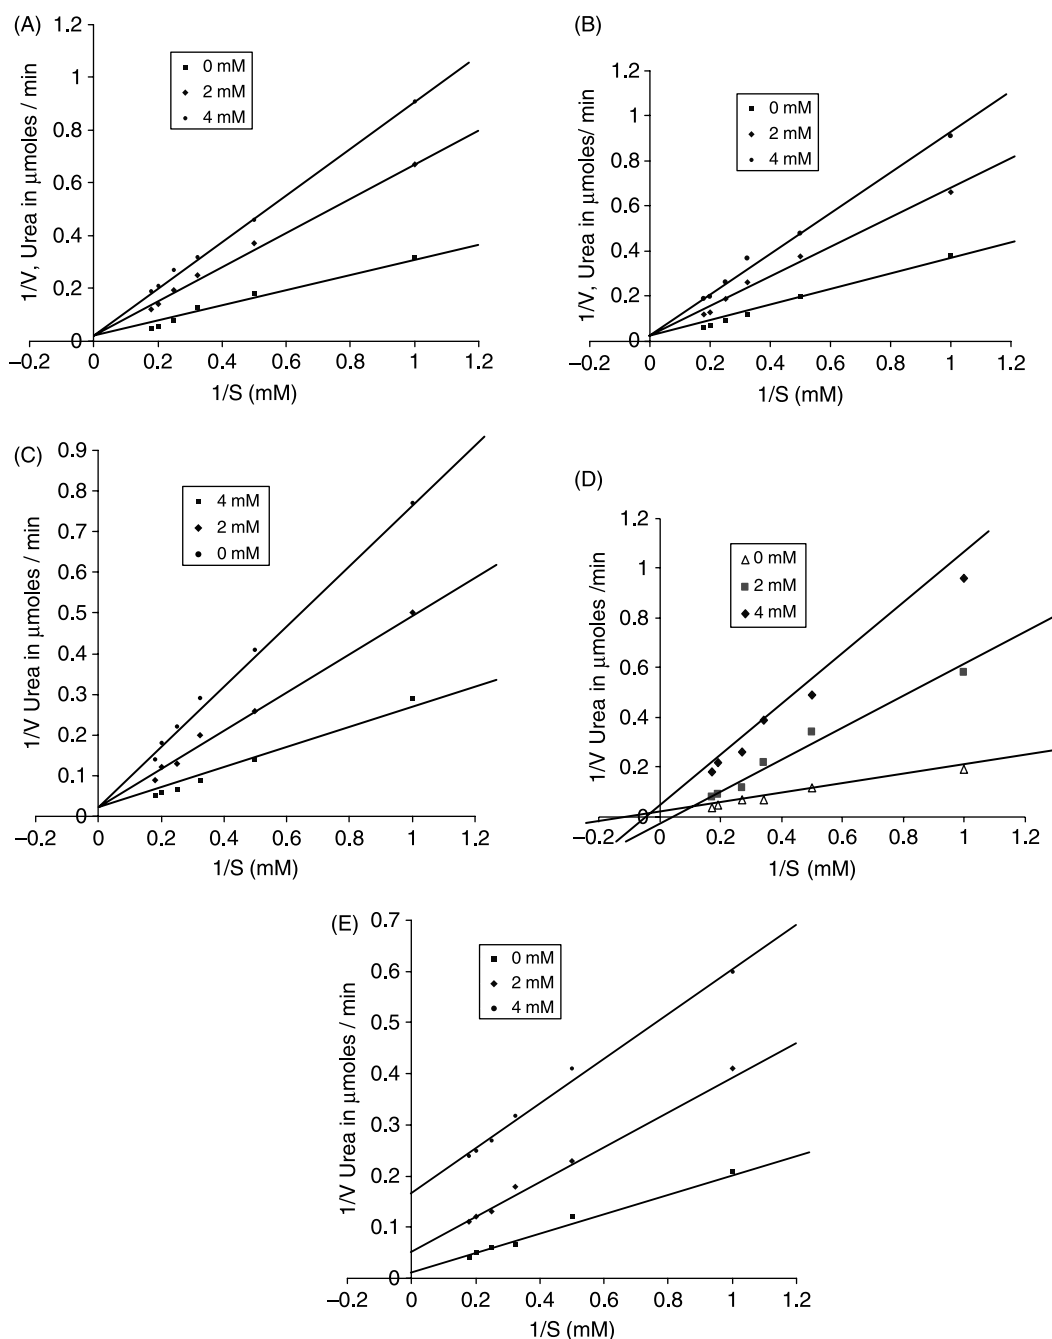 (A)
1.2
1
0.8
0.6
0.4
0.2
0
1/V, Urea in μmoles / min
0 mM
2 mM
4 mM
–0.2 0 0.2 0.4 0.6 0.8 1 1.2
1/S (mM)
(B)
1.2
1
0.8
0.6
0.4
0.2
0
1/V, Urea in μmoles/ min
0 mM
2 mM
4 mM
–0.2 0 0.2 0.4 0.6 0.8 1 1.2
1/S (mM)
(C)
0.9
0.8
0.7
0.6
0.5
0.4
0.3
0.2
0.1
0
1/V Urea in μmoles / min
4 mM
2 mM
0 mM
–0.2 0 0.2 0.4 0.6 0.8 1 1.2
1/S (mM)
(D)
1.2
1
0.8
0.6
0.4
0.2
0
1/V Urea in μmoles /min
0 mM
2 mM
4 mM
–0.2 0 0.2 0.4 0.6 0.8 1 1.2
1/S (mM)
(E)
0.7
0.6
0.5
0.4
0.3
0.2
0.1
0
1/V Urea in μmoles / min
0 mM
2 mM
4 mM
–0.2 0 0.2 0.4 0.6 0.8 1 1.2
1/S (mM)